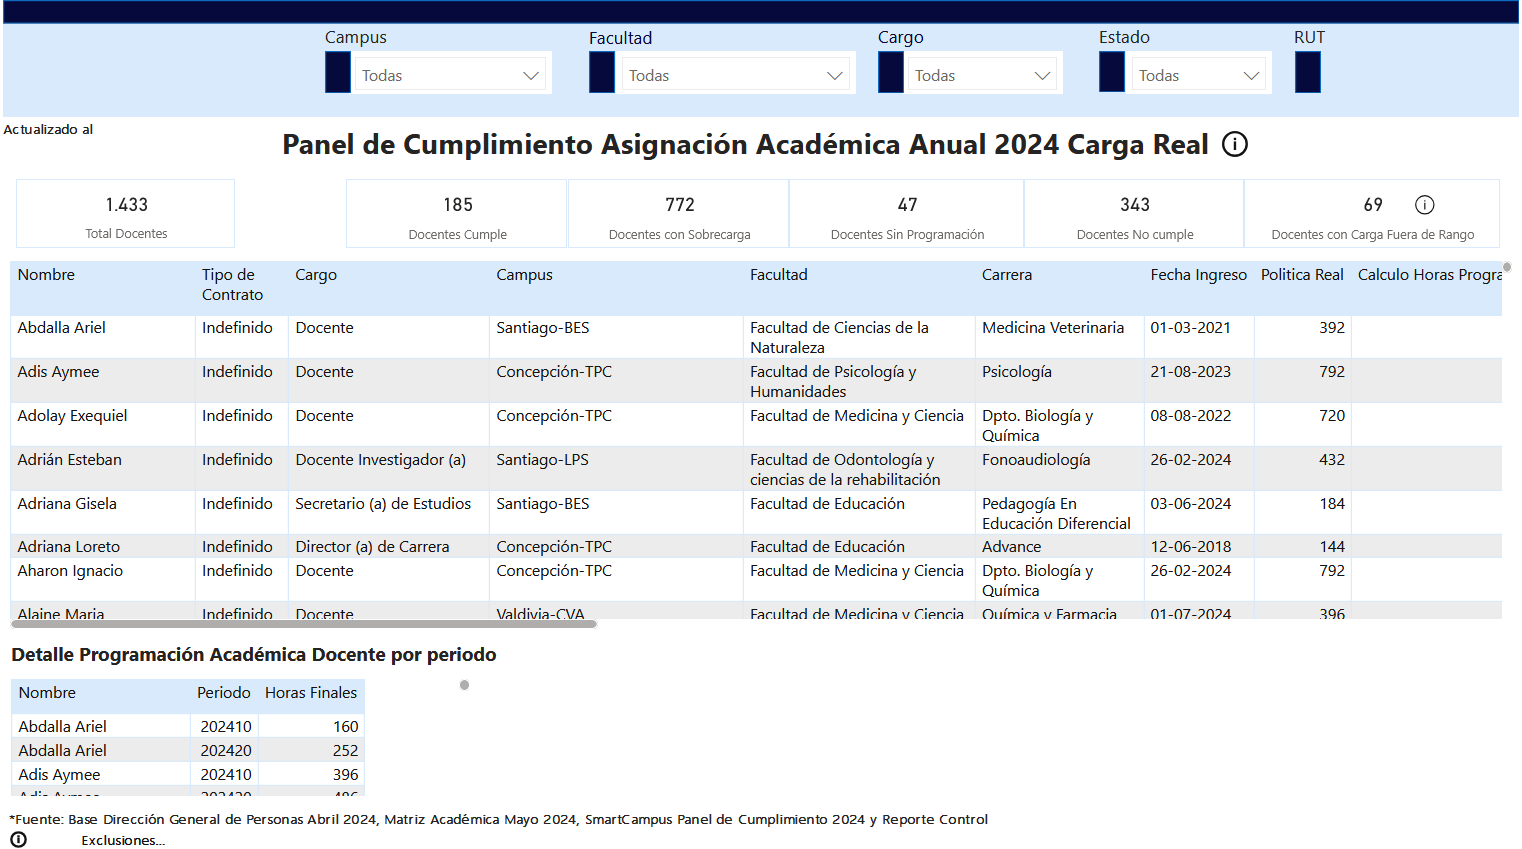 Campus Facultad Cargo Estado RUT
Todas Todas Todas Todas
Actualizado al
Panel de Cumplimiento Asignación Académica Anual 2024 Carga Real
1.433 185 772 47 343 69
Total Docentes Docentes Cumple Docentes con Sobrecarga Docentes Sin Programación Docentes No cumple Docentes con Carga Fuera de Rango
Nombre Tipo de Cargo Campus Facultad Carrera Fecha Ingreso Politica Real Calculo Horas Progra
Contrato
Abdalla Ariel Indefinido Docente Santiago-BES Facultad de Ciencias de la Medicina Veterinaria 01-03-2021 392
Naturaleza
Adis Aymee Indefinido Docente Concepción-TPC Facultad de Psicología y Psicología 21-08-2023 792
Humanidades
Adolay Exequiel Indefinido Docente Concepción-TPC Facultad de Medicina y Ciencia Dpto. Biología y 08-08-2022 720
Química
Adrián Esteban Indefinido Docente Investigador (a) Santiago-LPS Facultad de Odontología y Fonoaudiología 26-02-2024 432
ciencias de la rehabilitación
Adriana Gisela Indefinido Secretario (a) de Estudios Santiago-BES Facultad de Educación Pedagogía En 03-06-2024 184
Educación Diferencial
Adriana Loreto Indefinido Director (a) de Carrera Concepción-TPC Facultad de Educación Advance 12-06-2018 144
Aharon Ignacio Indefinido Docente Concepción-TPC Facultad de Medicina y Ciencia Dpto. Biología y 26-02-2024 792
Química
Alaine Maria Indefinido Docente Valdivia-CVA Facultad de Medicina y Ciencia Química y Farmacia 01-07-2024 396
Detalle Programación Académica Docente por periodo
Nombre Periodo Horas Finales
Abdalla Ariel 202410 160
Abdalla Ariel 202420 252
Adis Aymee 202410 396
Adis Aymee 202420 486
*Fuente: Base Dirección General de Personas Abril 2024, Matriz Académica Mayo 2024, SmartCampus Panel de Cumplimiento 2024 y Reporte Control
Exclusiones...